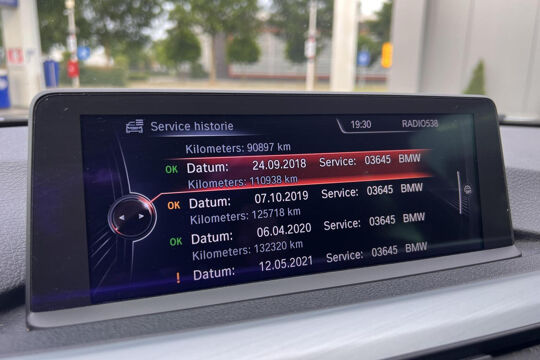 Service historie 19:30 RADIO538
Kilometers: 90897 km
OK Datum: 24.09.2018 Service: 03645 BMW
Kilometers: 110938 km
OK Datum: 07.10.2019 Service: 03645 BMW
Kilometers: 125718 km
OK Datum: 06.04.2020 Service: 03645 BMW
Kilometers: 132320 km
! Datum: 12.05.2021 Service: 03645 BMW